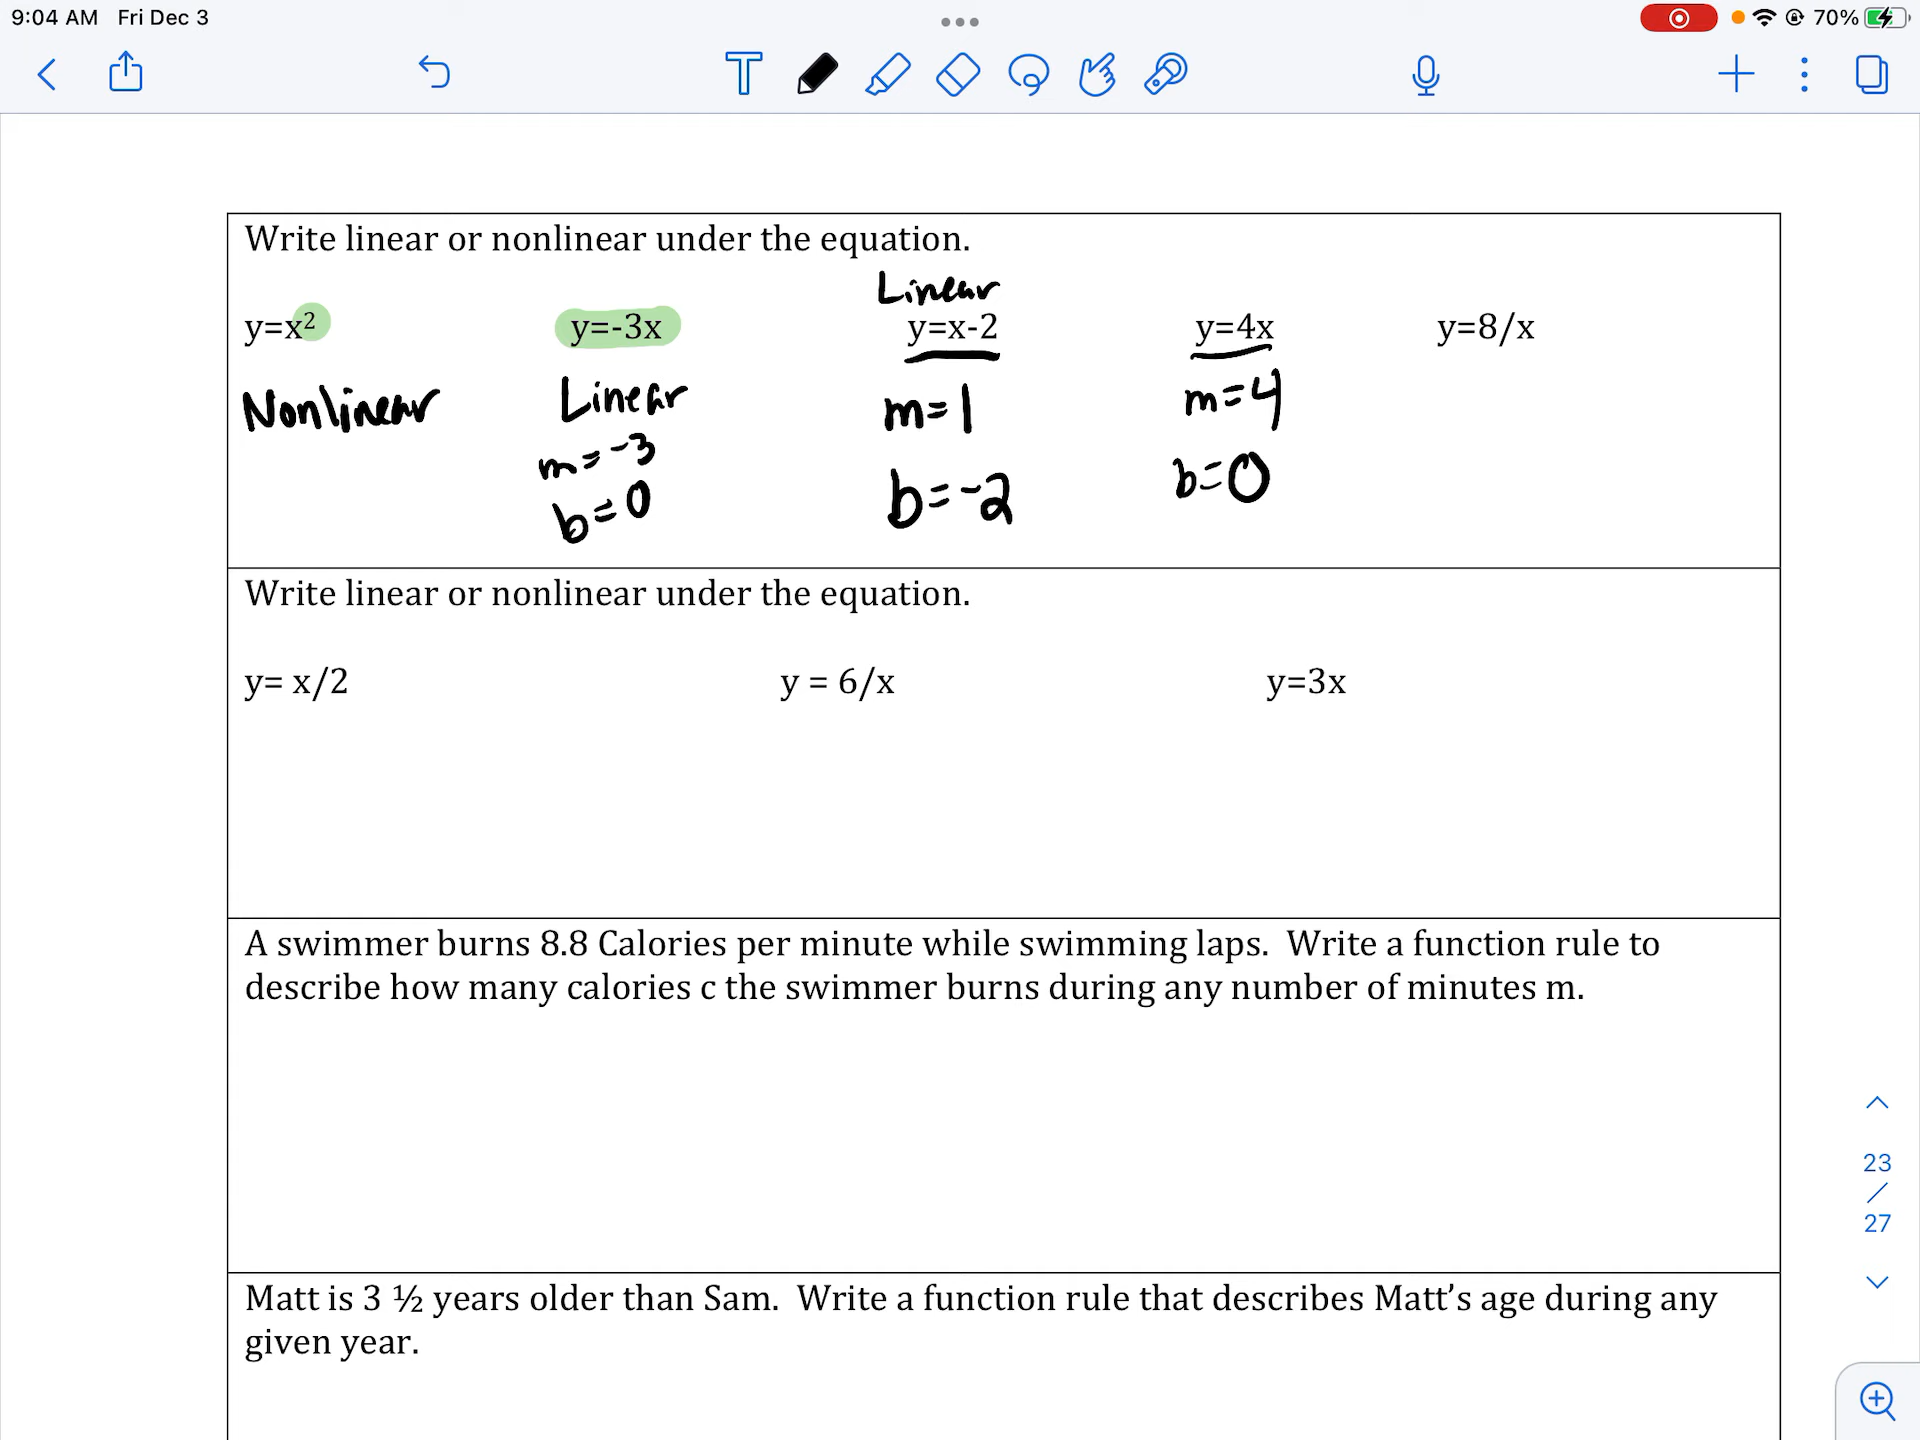 9:04 AM Fri Dec 3
70%
Write linear or nonlinear under the equation.
Linear
y=x² y=-3x y=x-2 y=4x y=8/x
Nonlinear Linear m=1 m=4
m=-3
b=0 b=-2 b=0
Write linear or nonlinear under the equation.
y= x/2 y = 6/x y=3x
A swimmer burns 8.8 Calories per minute while swimming laps. Write a function rule to
describe how many calories c the swimmer burns during any number of minutes m.
23
/
27
Matt is 3 ½ years older than Sam. Write a function rule that describes Matt’s age during any
given year.